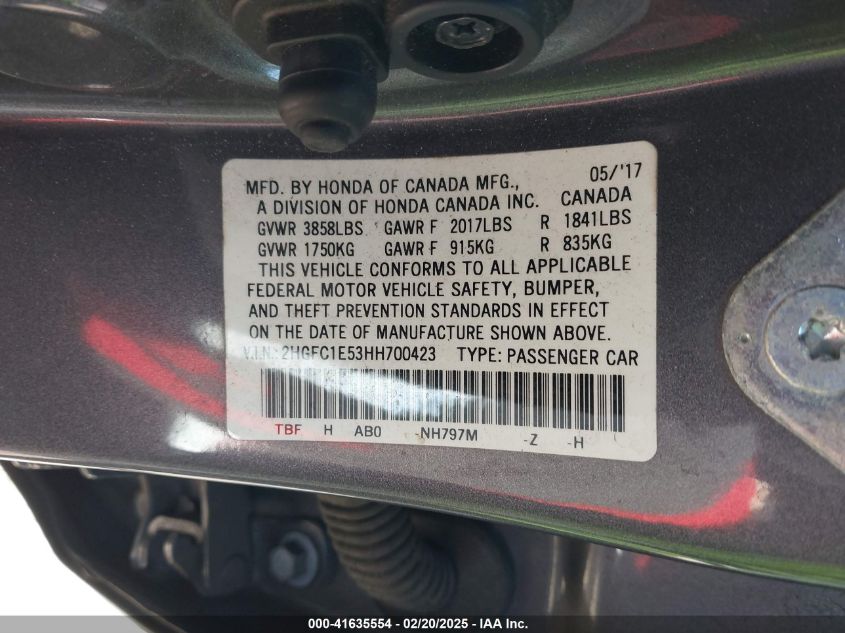 05/'17
MFD. BY HONDA OF CANADA MFG.,
A DIVISION OF HONDA CANADA INC. CANADA
GVWR 3858LBS GAWR F 2017LBS R 1841LBS
GVWR 1750KG GAWR F 915KG R 835KG
THIS VEHICLE CONFORMS TO ALL APPLICABLE
FEDERAL MOTOR VEHICLE SAFETY, BUMPER,
AND THEFT PREVENTION STANDARDS IN EFFECT
ON THE DATE OF MANUFACTURE SHOWN ABOVE.
V.I.N.: 2HGFC1E53HH700423 TYPE: PASSENGER CAR
TBF H AB0 -NH797M -Z -H
000-41635554 / 02/20/2025 - IAA Inc.